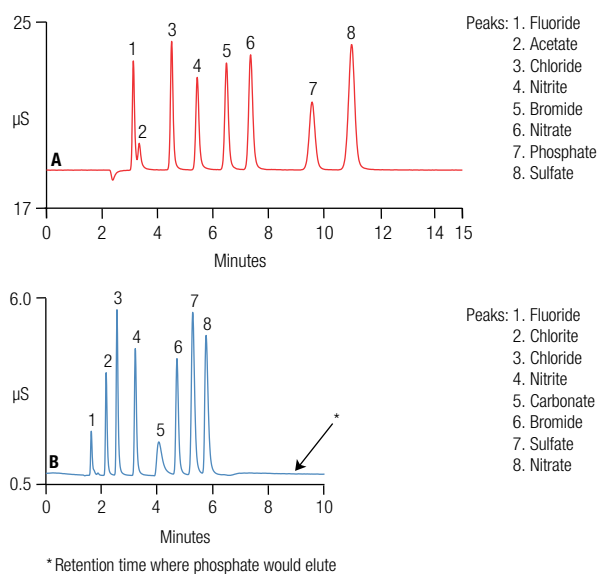 25
µS
17
A
1
2
3
4
5
6
7
8
0 2 4 6 8 10 12 14 15
Minutes
Peaks: 1. Fluoride
2. Acetate
3. Chloride
4. Nitrite
5. Bromide
6. Nitrate
7. Phosphate
8. Sulfate
6.0
µS
0.5
B
1
2
3
4
5
6
7
8
*
0 2 4 6 8 10
Minutes
Peaks: 1. Fluoride
2. Chlorite
3. Chloride
4. Nitrite
5. Carbonate
6. Bromide
7. Sulfate
8. Nitrate
* Retention time where phosphate would elute